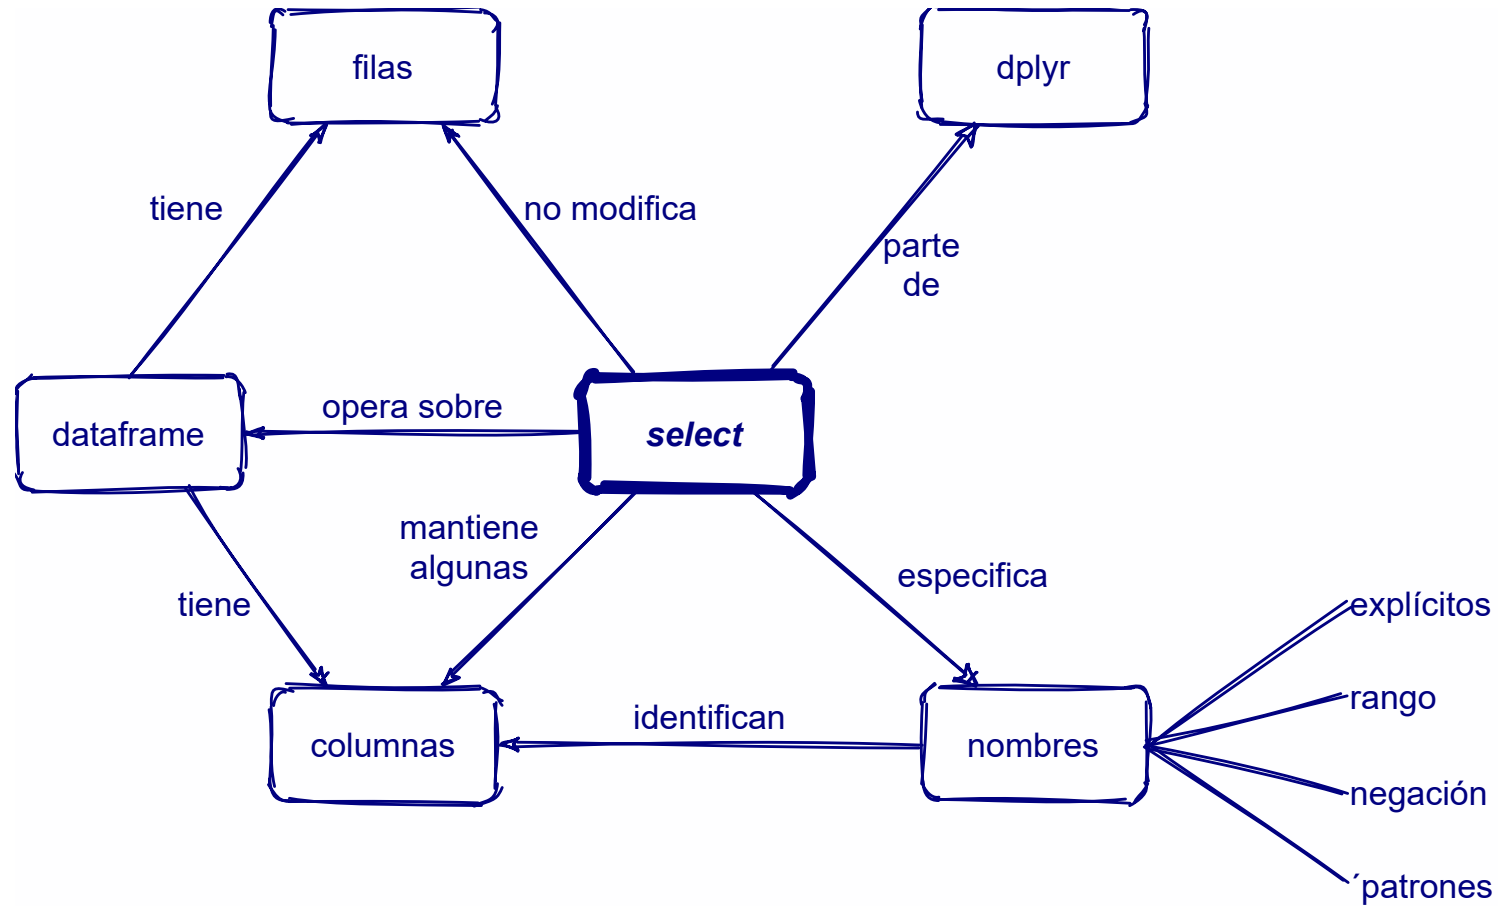 filas
dplyr
tiene
no modifica
parte
de
opera sobre
dataframe
select
mantiene
algunas
especifica
tiene
explícitos
rango
identifican
columnas
nombres
negación
´patrones